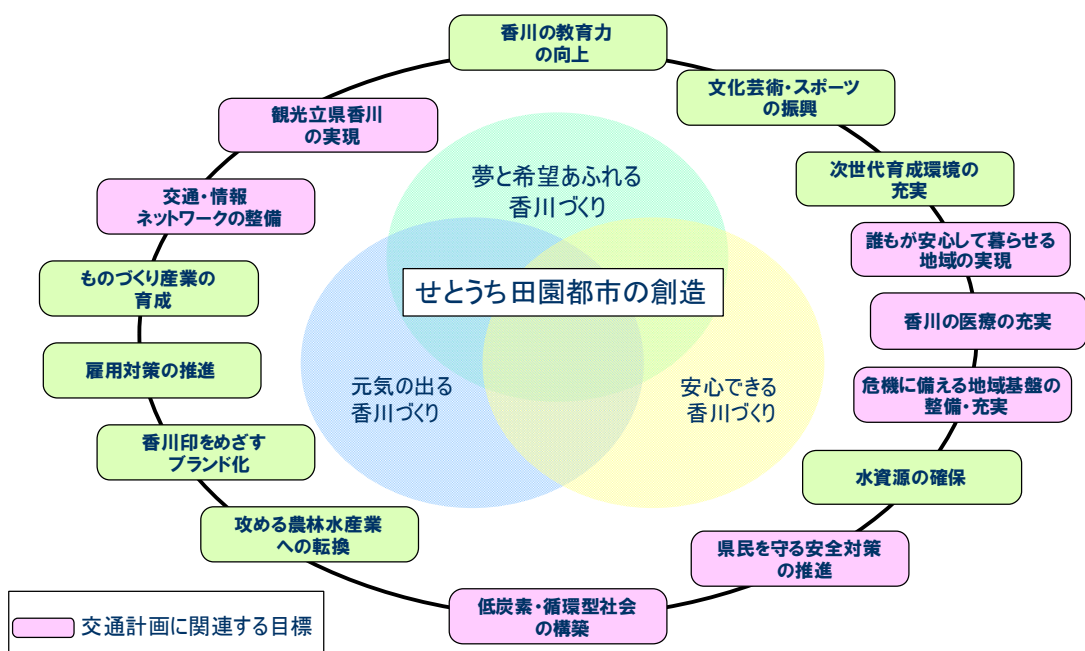 香川の教育力
の向上
文化芸術・スポーツ
の振興
次世代育成環境の
充実
誰もが安心して暮らせる
地域の実現
香川の医療の充実
危機に備える地域基盤の
整備・充実
水資源の確保
県民を守る安全対策
の推進
低炭素・循環型社会
の構築
攻める農林水産業
への転換
香川印をめざす
ブランド化
雇用対策の推進
ものづくり産業の
育成
交通・情報
ネットワークの整備
観光立県香川
の実現
夢と希望あふれる
香川づくり
せとうち田園都市の創造
元気の出る
香川づくり
安心できる
香川づくり
交通計画に関連する目標